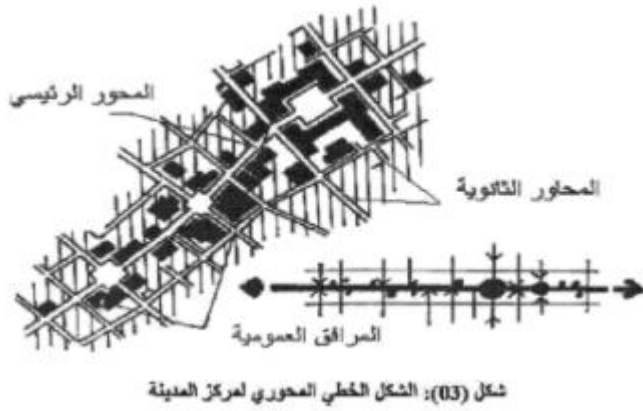 المحور الرئيسي
المحاور الثانوية
المرافق العمومية
شكل (03): الشكل الخطي المحوري لمركز المدينة